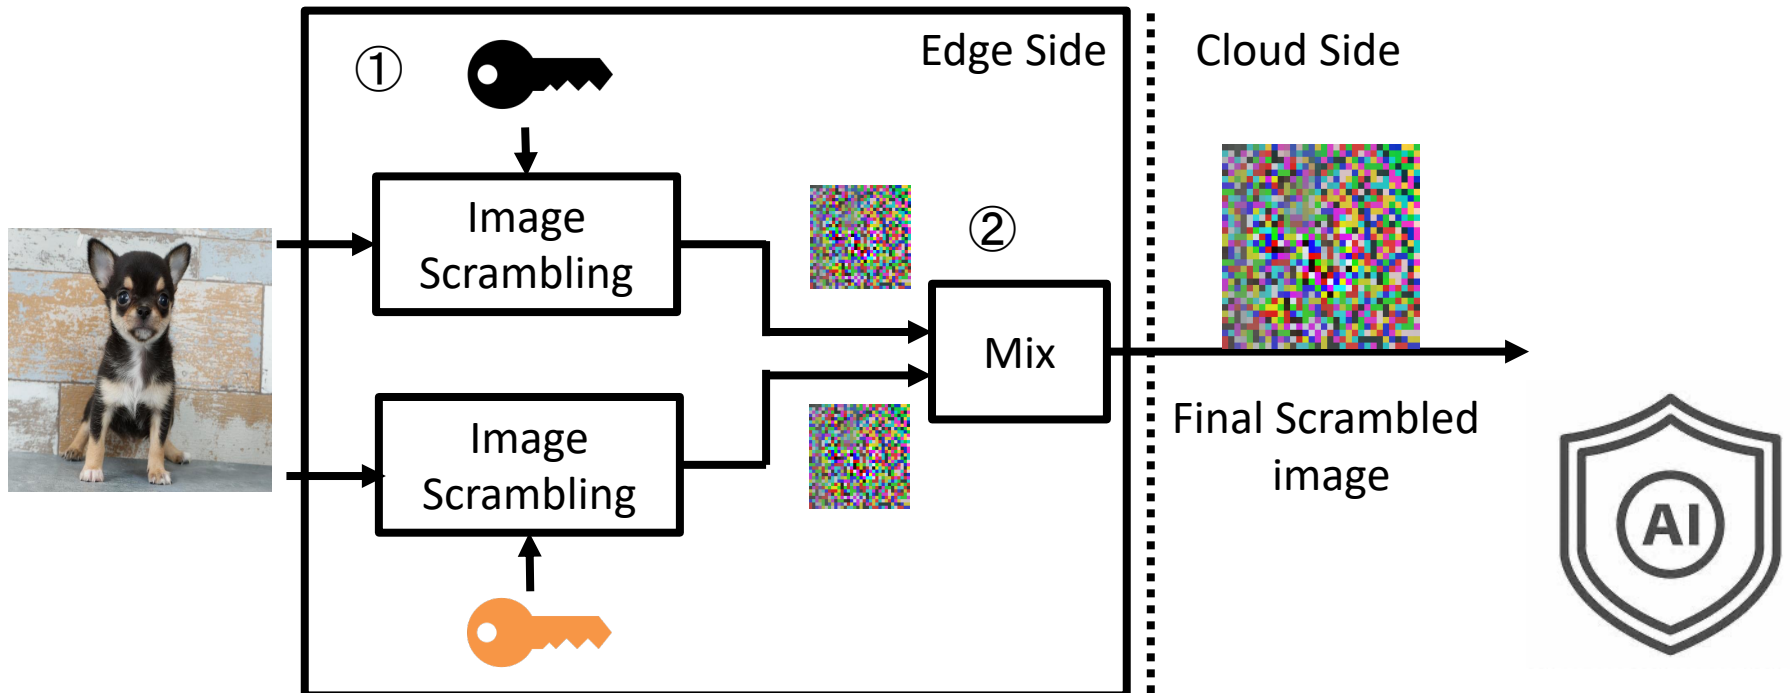 ①
Edge Side
Cloud Side
Image
Scrambling
②
Mix
Image
Scrambling
Final Scrambled
image
AI